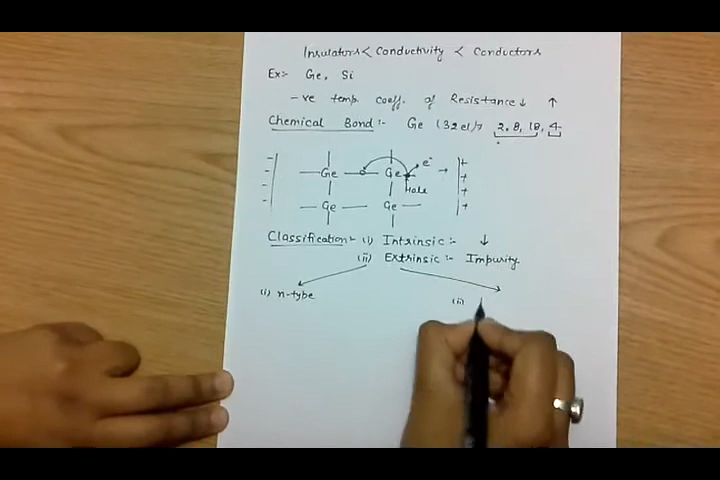 Insulators < Conductivity < Conductors
Ex:- Ge, Si
-ve temp. coeff. of Resistance ↓ ↑
Chemical Bond :- Ge (32 el) 2, 8, 18, 4
Ge Ge e⁻ → +
Hole
Ge Ge
Classification:- (i) Intrinsic :- ↓
(ii) Extrinsic :- Impurity
(i) n-type (ii)